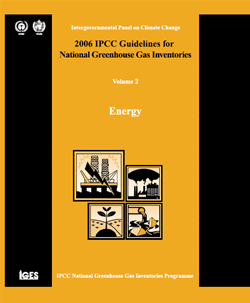 Intergovernmental Panel on Climate Change
2006 IPCC Guidelines for
National Greenhouse Gas Inventories
Volume 2
Energy
IGES
IPCC National Greenhouse Gas Inventories Programme